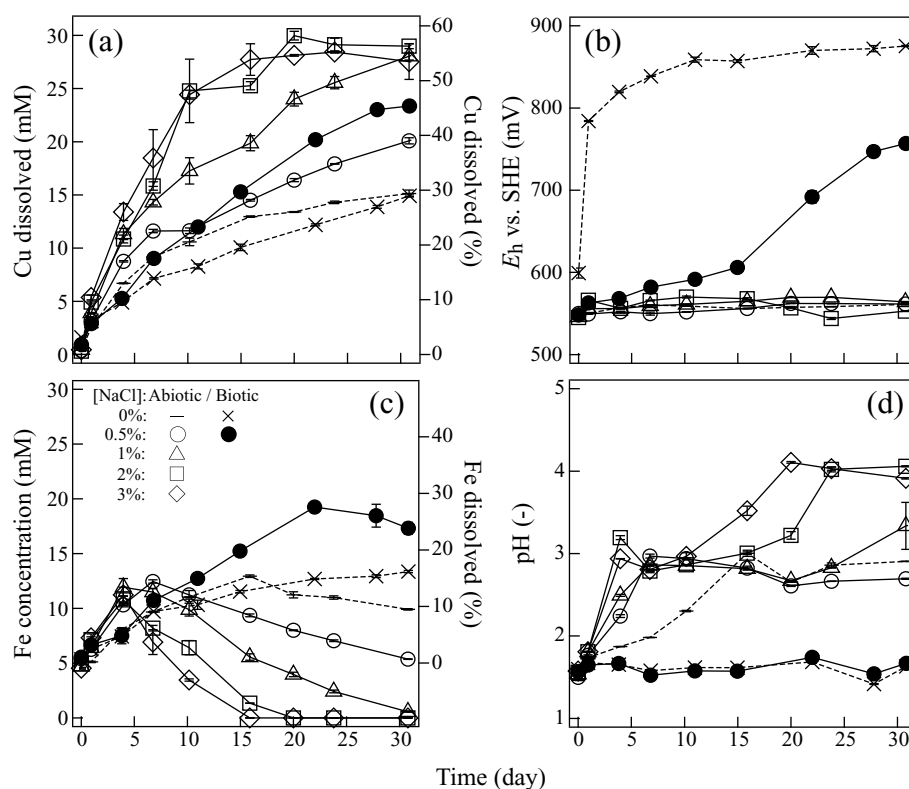 (a)
30
25
20
15
10
5
0
Cu dissolved (mM)
60
50
40
30
20
10
0
Cu dissolved (%)
(b)
900
800
700
600
500
Eh vs. SHE (mV)
(c)
[NaCl]: Abiotic / Biotic
0%:
0.5%:
1%:
2%:
3%:
30
25
20
15
10
5
0
Fe concentration (mM)
40
30
20
10
0
Fe dissolved (%)
0 5 10 15 20 25 30
(d)
5
4
3
2
1
pH (-)
0 5 10 15 20 25 30
Time (day)